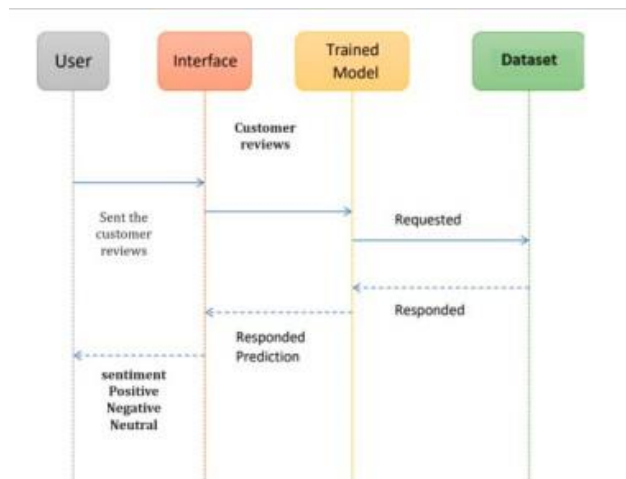 User
Interface
Trained
Model
Dataset
Customer
reviews
Sent the
customer
reviews
Requested
Responded
Responded
Prediction
sentiment
Positive
Negative
Neutral